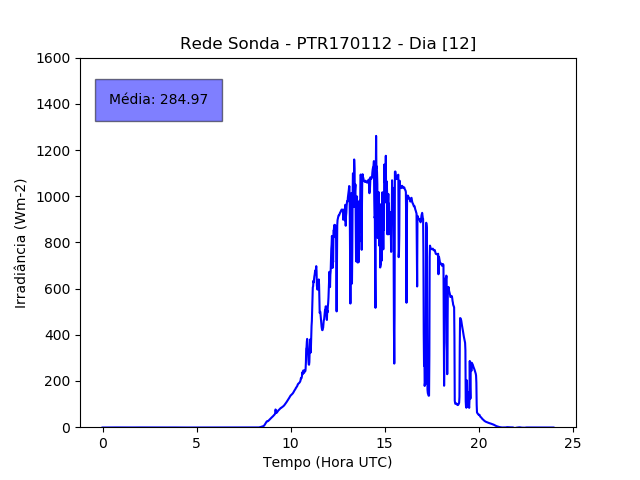 Rede Sonda - PTR170112 - Dia [12]
1600
1400
1200
1000
800
600
400
200
0
Média: 284.97
Irradiância (Wm-2)
0 5 10 15 20 25
Tempo (Hora UTC)